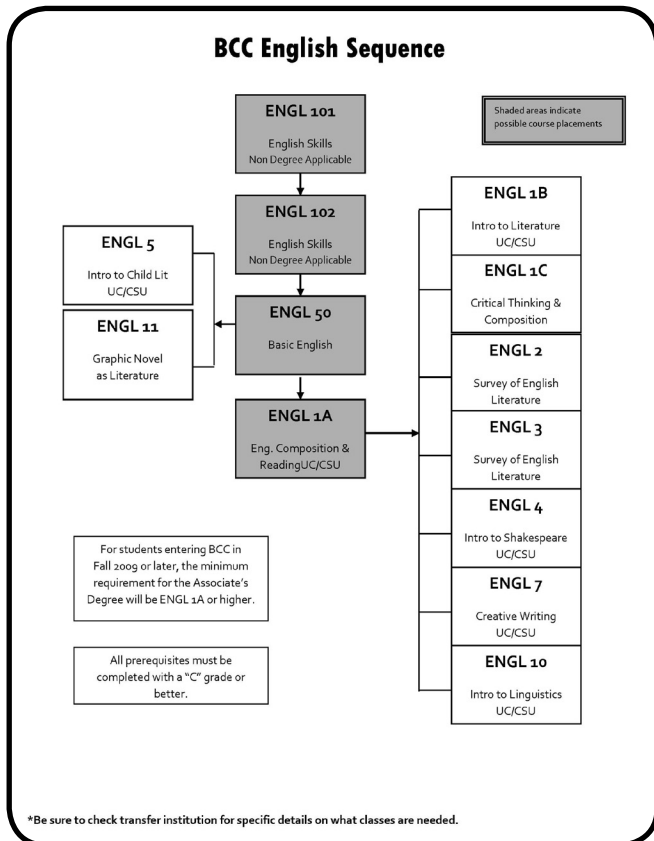 BCC English Sequence
ENGL 101
English Skills
Non Degree Applicable
Shaded areas indicate
possible course placements
ENGL 102
English Skills
Non Degree Applicable
ENGL 5
Intro to Child Lit
UC/CSU
ENGL 11
Graphic Novel
as Literature
ENGL 50
Basic English
ENGL 1A
Eng. Composition &
ReadingUC/CSU
ENGL 1B
Intro to Literature
UC/CSU
ENGL 1C
Critical Thinking &
Composition
ENGL 2
Survey of English
Literature
ENGL 3
Survey of English
Literature
ENGL 4
Intro to Shakespeare
UC/CSU
ENGL 7
Creative Writing
UC/CSU
ENGL 10
Intro to Linguistics
UC/CSU
For students entering BCC in
Fall 2009 or later, the minimum
requirement for the Associate's
Degree will be ENGL 1A or higher.
All prerequisites must be
completed with a "C" grade or
better.
*Be sure to check transfer institution for specific details on what classes are needed.